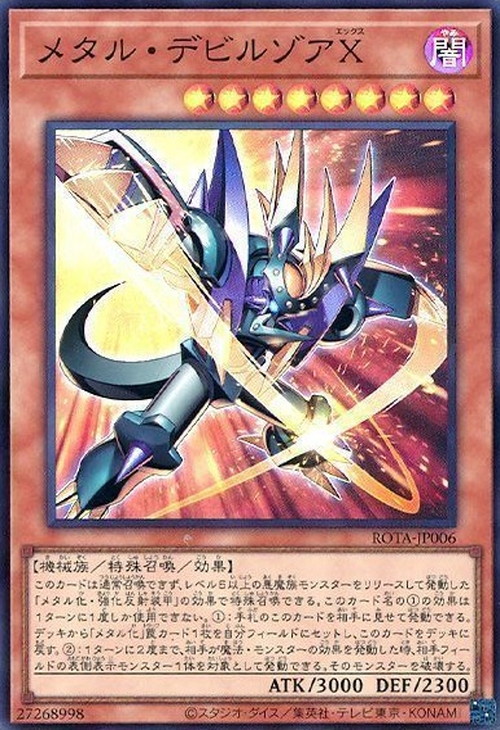 エックス
メタル・デビルゾアX
やみ
闇
ROTA-JP006
【機械族／特殊召喚／効果】
このカードは通常召喚できず、レベル5以上の悪魔族モンスターをリリースして発動した
「メタル化・強化反射装甲」の効果で特殊召喚できる。このカード名の①の効果は
1ターンに1度しか使用できない。①：手札のこのカードを相手に見せて発動できる。
デッキから「メタル化」罠カード1枚を自分フィールドにセットし、このカードをデッキに
戻す。②：1ターンに2度まで、相手が魔法・モンスターの効果を発動した時、相手フィ
ールドの表側表示モンスター1体を対象として発動できる。そのモンスターを破壊する。
ATK/3000 DEF/2300
27268998 ©スタジオ・ダイス／集英社・テレビ東京・KONAMI